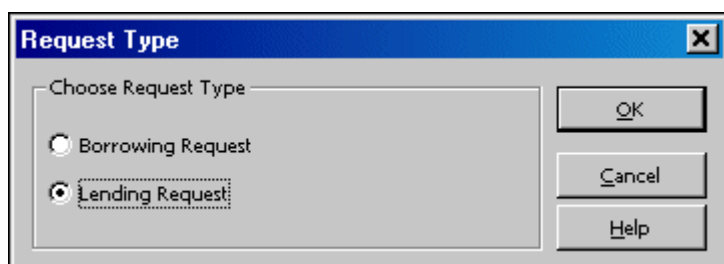 Request Type
Choose Request Type
Borrowing Request
Lending Request
OK
Cancel
Help